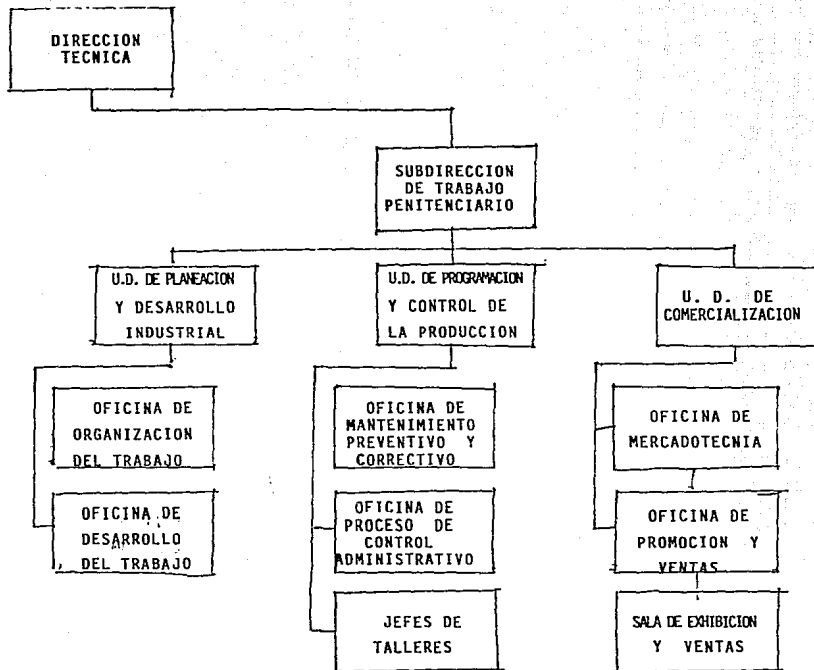 DIRECCION
TECNICA
SUBDIRECCION
DE TRABAJO
PENITENCIARIO
U.D. DE PLANEACION
Y DESARROLLO
INDUSTRIAL
U.D. DE PROGRAMACION
Y CONTROL DE
LA PRODUCCION
U. D. DE
COMERCIALIZACION
OFICINA DE
ORGANIZACION
DEL TRABAJO
OFICINA DE
MANTENIMIENTO
PREVENTIVO Y
CORRECTIVO
OFICINA DE
MERCADOTECNIA
OFICINA DE
DESARROLLO
DEL TRABAJO
OFICINA DE
PROCESO DE
CONTROL
ADMINISTRATIVO
OFICINA DE
PROMOCION Y
VENTAS
JEFES DE
TALLERES
SALA DE EXHIBICION
Y VENTAS